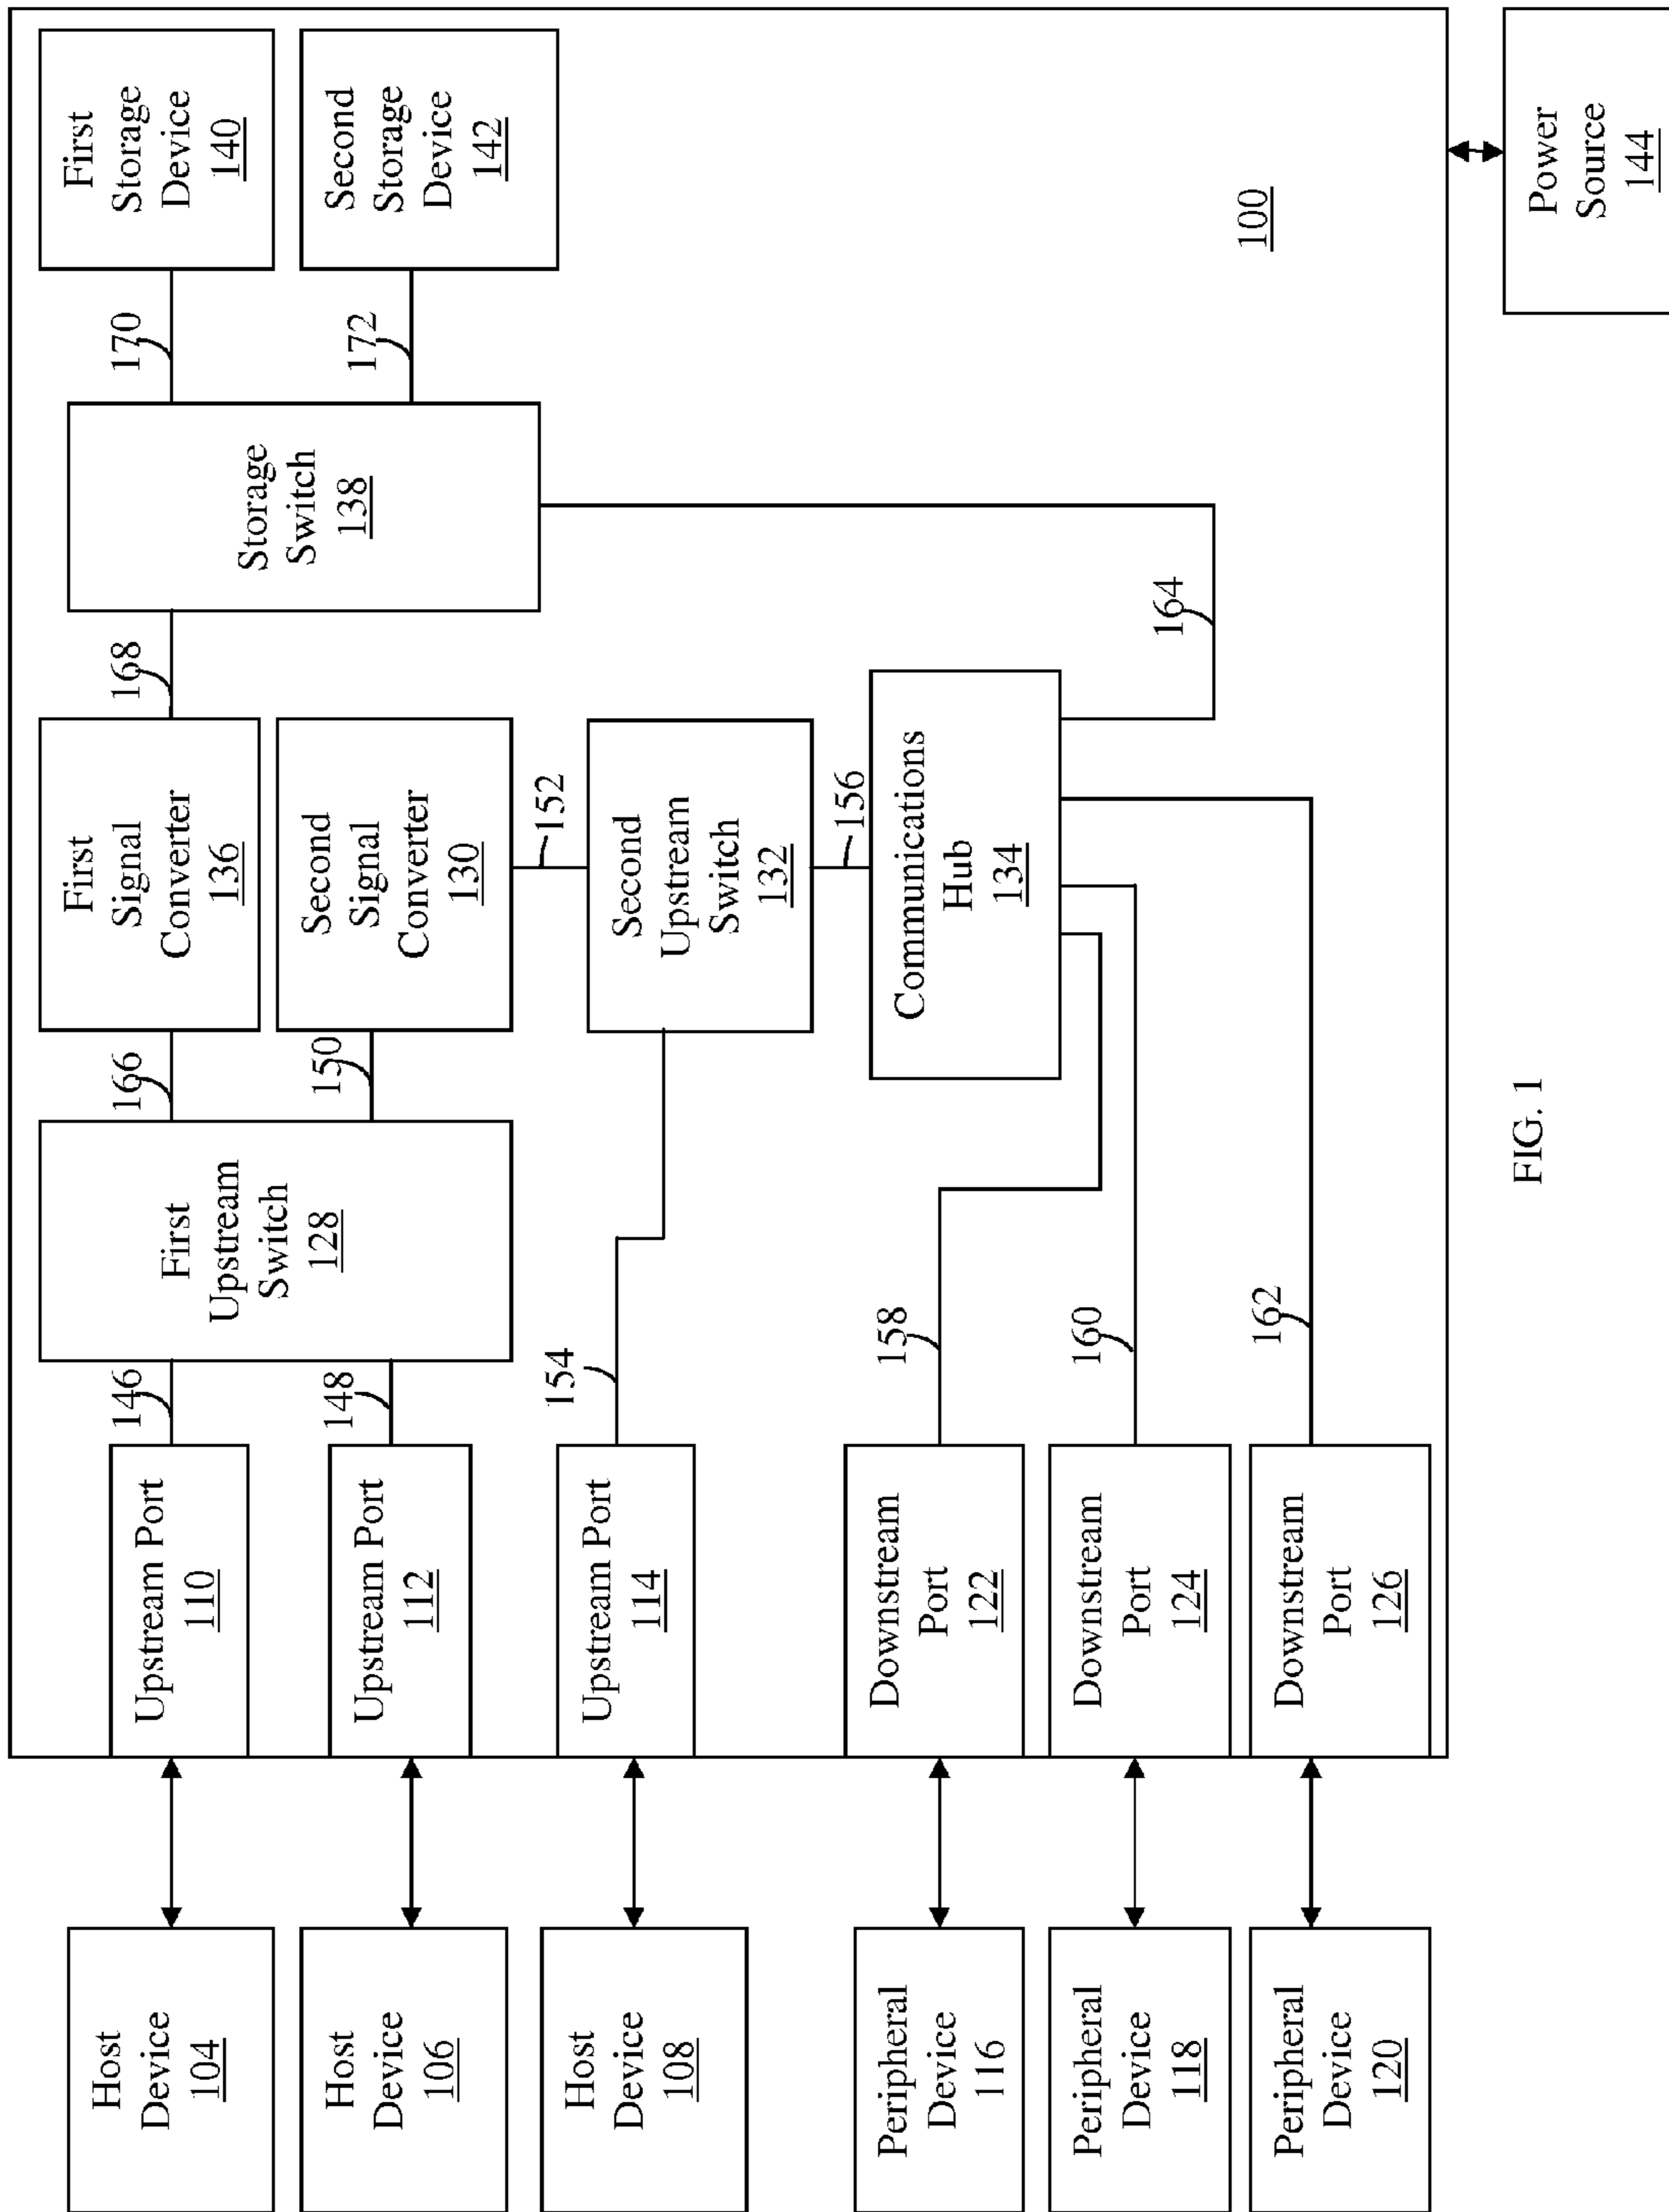 Host
Device
104
Host
Device
106
Host
Device
108
Peripheral
Device
116
Peripheral
Device
118
Peripheral
Device
120
Upstream Port
110
Upstream Port
112
Upstream Port
114
Downstream
Port
122
Downstream
Port
124
Downstream
Port
126
146
148
154
158
160
162
First
Upstream
Switch
128
166
150
First
Signal
Converter
136
Second
Signal
Converter
130
152
Second
Upstream
Switch
132
156
Communications
Hub
134
168
164
Storage
Switch
138
170
172
First
Storage
Device
140
Second
Storage
Device
142
100
Power
Source
144
FIG. 1